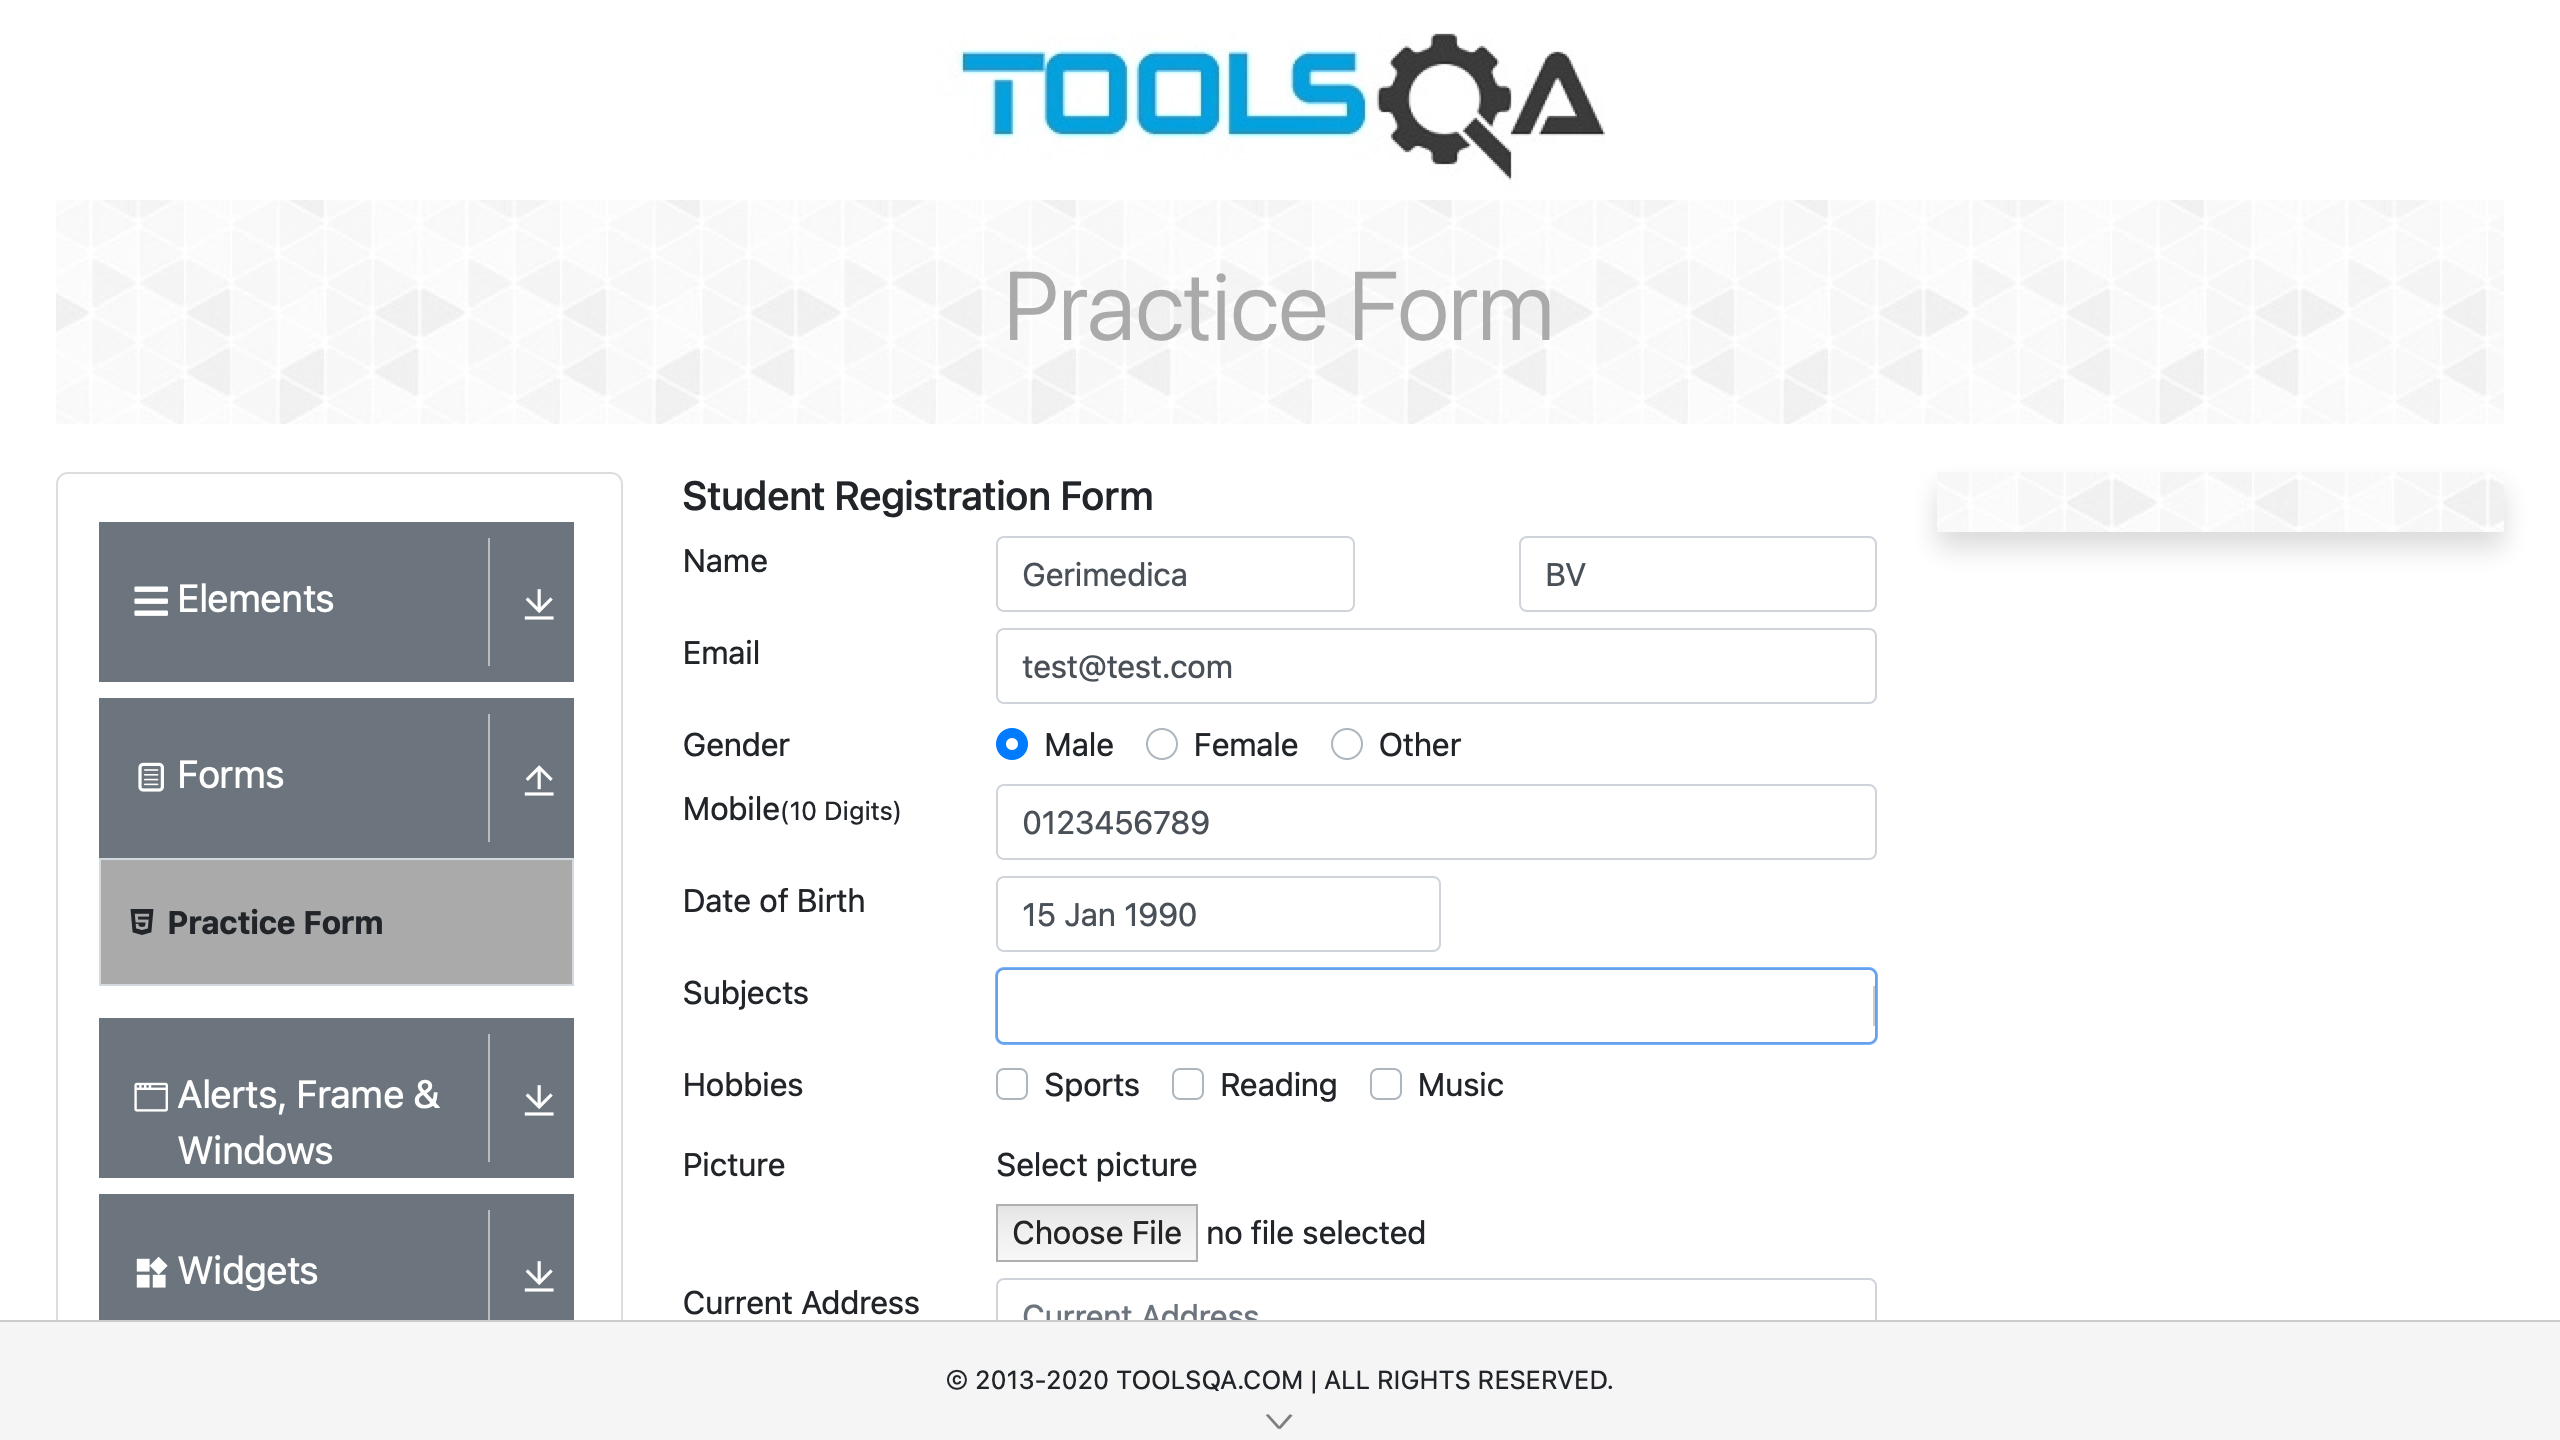 TOOLSQA
Practice Form
Elements
Forms
Practice Form
Alerts, Frame &
Windows
Widgets
Student Registration Form
Name
Gerimedica
BV
Email
test@test.com
Gender
Male
Female
Other
Mobile(10 Digits)
0123456789
Date of Birth
15 Jan 1990
Subjects
Hobbies
Sports
Reading
Music
Picture
Select picture
Choose File no file selected
Current Address
Current Address
© 2013-2020 TOOLSQA.COM | ALL RIGHTS RESERVED.